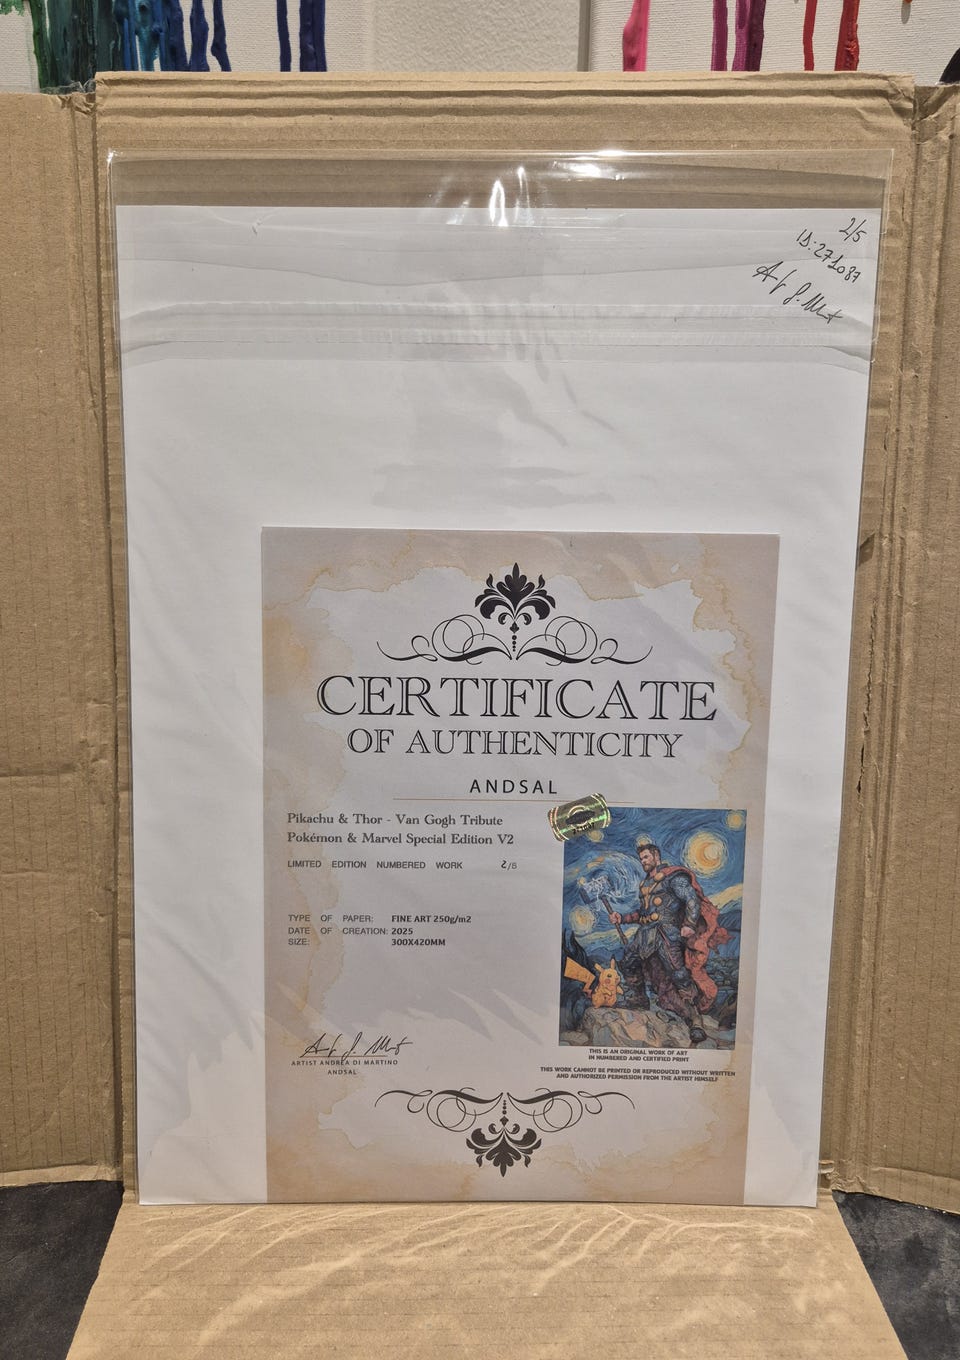 2/5
ID:271087
CERTIFICATE
OF AUTHENTICITY
ANDSAL
Pikachu & Thor - Van Gogh Tribute
Pokémon & Marvel Special Edition V2
LIMITED EDITION NUMBERED WORK 2/5
TYPE OF PAPER: FINE ART 250g/m2
DATE OF CREATION: 2025
SIZE: 300X420MM
ARTIST ANDREA DI MARTINO
ANDSAL
THIS IS AN ORIGINAL WORK OF ART
IN NUMBERED AND CERTIFIED PRINT
THIS WORK CANNOT BE PRINTED OR REPRODUCED WITHOUT WRITTEN
AND AUTHORIZED PERMISSION FROM THE ARTIST HIMSELF